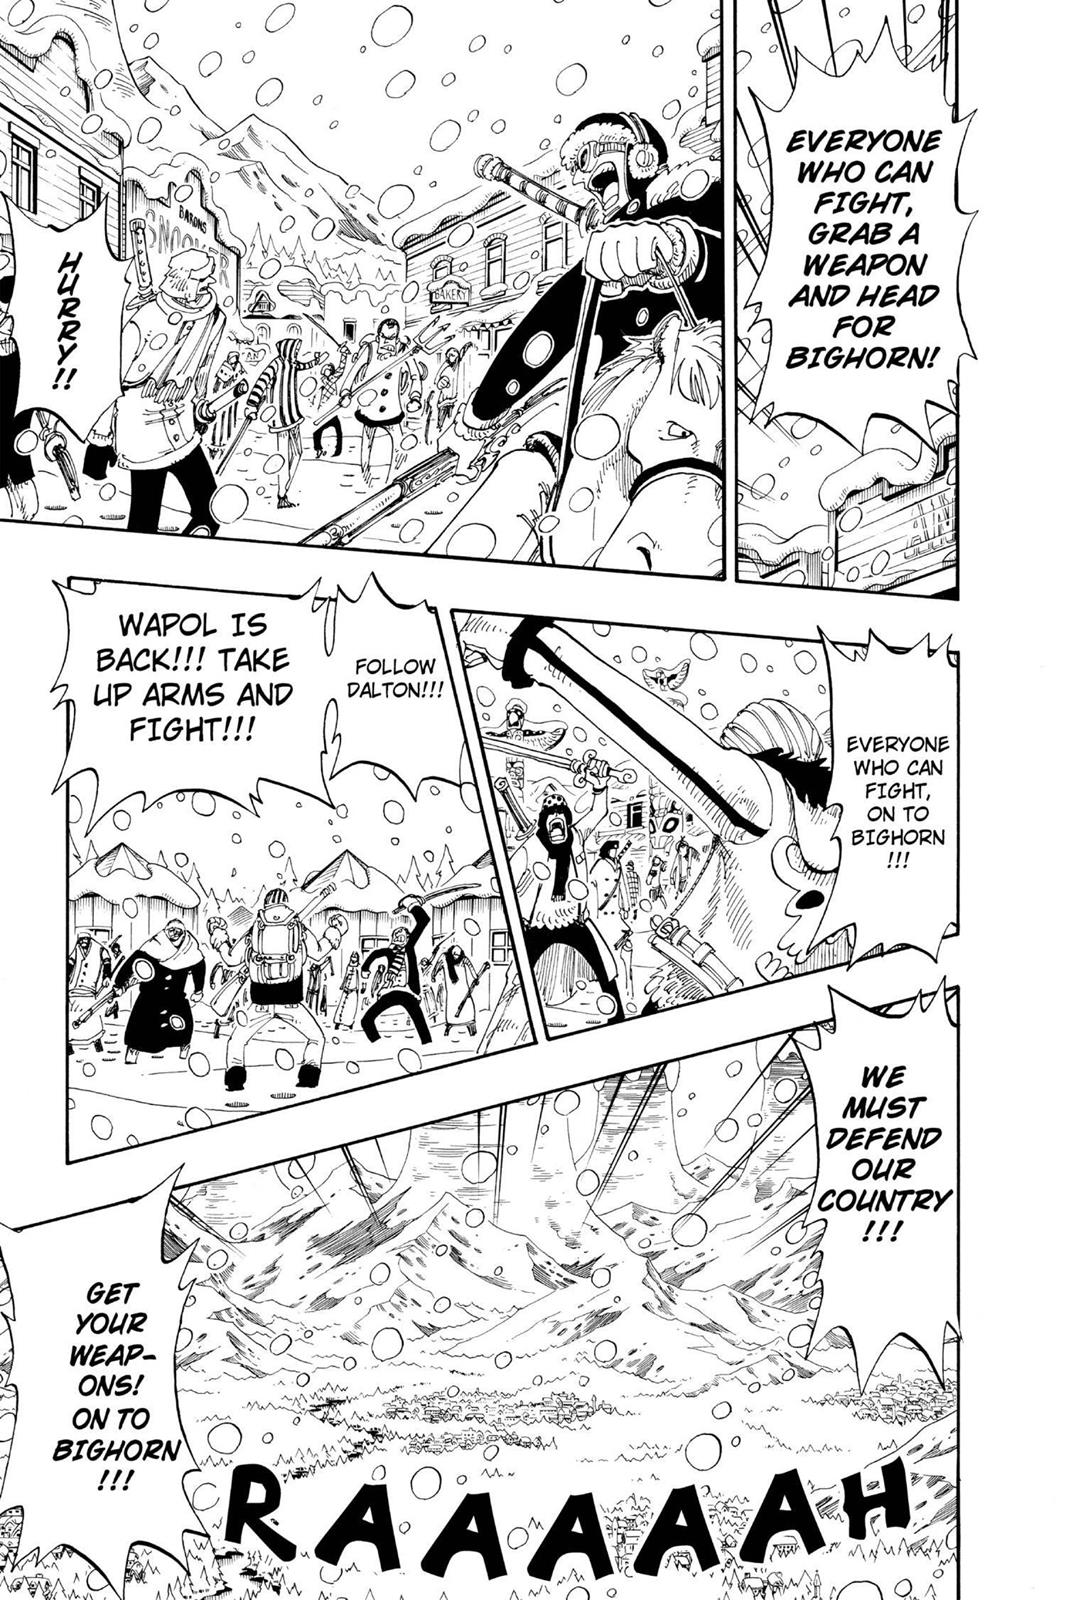 EVERYONE
WHO CAN
FIGHT,
GRAB A
WEAPON
AND HEAD
FOR
BIGHORN!
BARONS
SNOOKER
BAKERY
HURRY!!
EVERYONE
WHO CAN
FIGHT,
ON TO
BIGHORN
!!!
FOLLOW
DALTON!!!
WAPOL IS
BACK!!! TAKE
UP ARMS AND
FIGHT!!!
WE
MUST
DEFEND
OUR
COUNTRY
!!!
GET
YOUR
WEAP-
ONS!
ON TO
BIGHORN
!!!
RAAAAAH